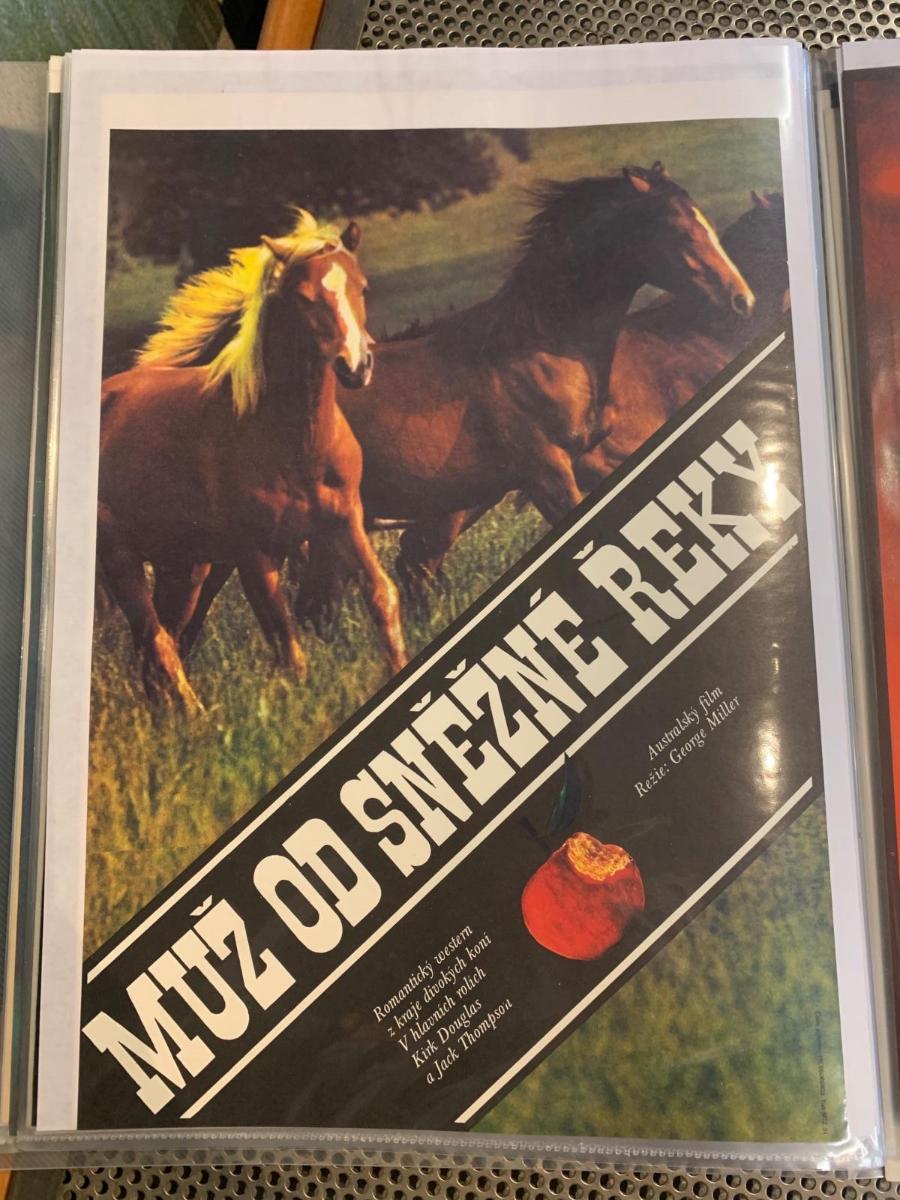 MUŽ OD SNĚŽNÉ ŘEKY
Australský film
Režie: George Miller
Romantický western
z kraje divokých koní
V hlavních rolích
Kirk Douglas
a Jack Thompson